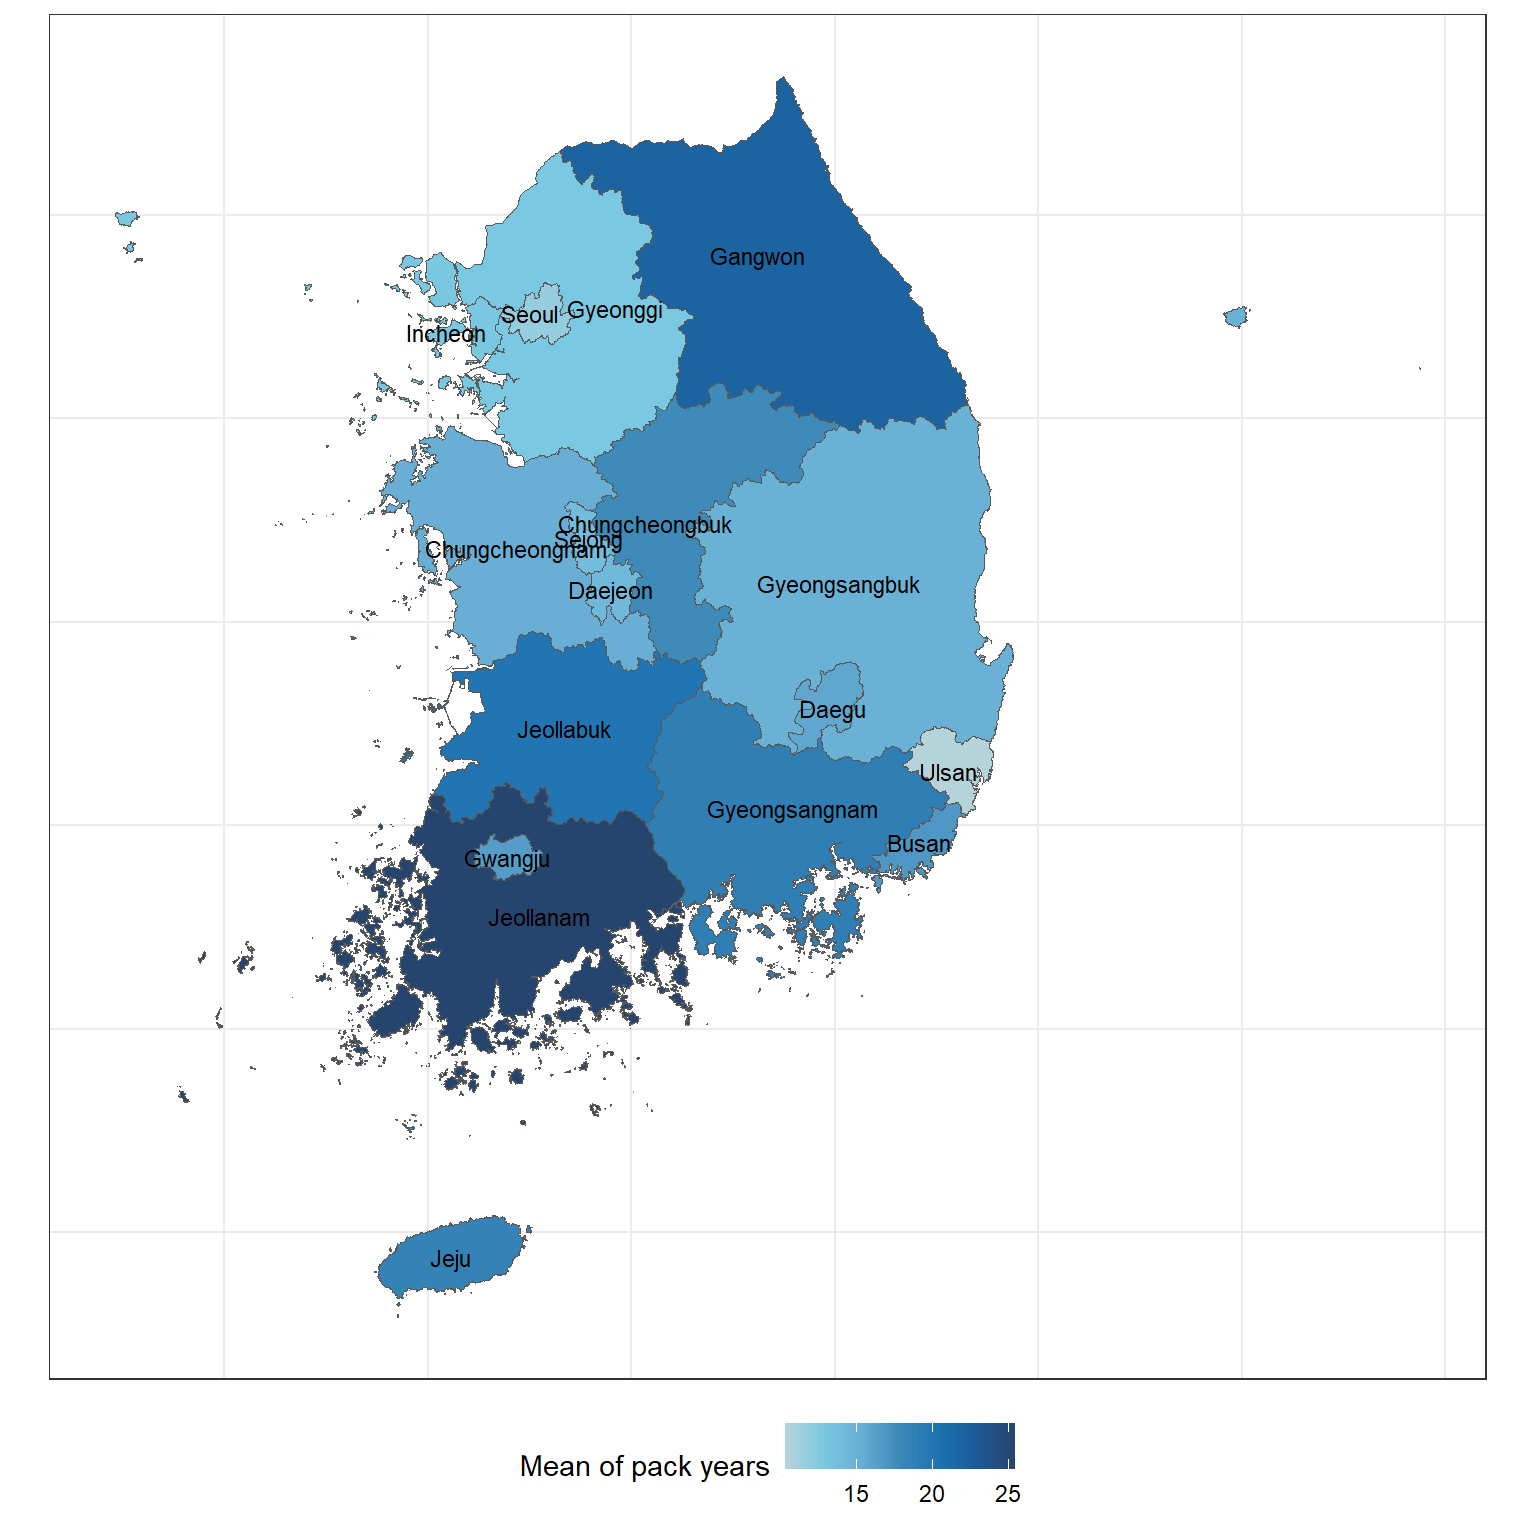 Gangwon
Gyeonggi
Seoul
Incheon
Chungcheongbuk
Sejong
Chungcheongnam
Gyeongsangbuk
Daejeon
Daegu
Jeollabuk
Ulsan
Gyeongsangnam
Busan
Gwangju
Jeollanam
Jeju
Mean of pack years
15 20 25